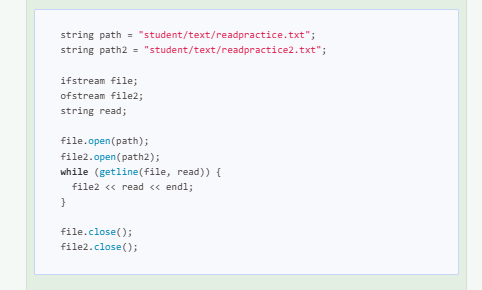 string path = "student/text/readpractice.txt";
string path2 = "student/text/readpractice2.txt";
ifstream file;
ofstream file2;
string read;
file.open(path);
file2.open(path2);
while (getline(file, read)) {
  file2 << read << endl;
}
file.close();
file2.close();